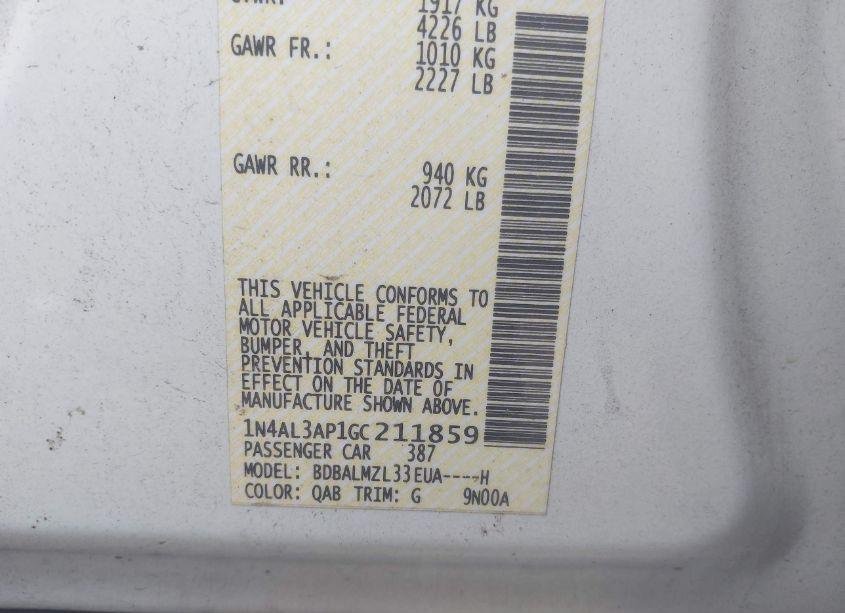 1917 KG
4226 LB
GAWR FR.: 1010 KG
2227 LB
GAWR RR.: 940 KG
2072 LB
THIS VEHICLE CONFORMS TO
ALL APPLICABLE FEDERAL
MOTOR VEHICLE SAFETY,
BUMPER, AND THEFT
PREVENTION STANDARDS IN
EFFECT ON THE DATE OF
MANUFACTURE SHOWN ABOVE.
1N4AL3AP1GC211859
PASSENGER CAR 387
MODEL: BDBALMZL33EUA----H
COLOR: QAB TRIM: G 9N00A